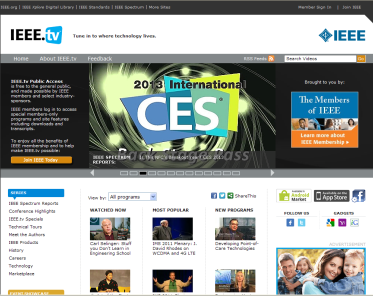 IEEE.org | IEEE Xplore Digital Library | IEEE Standards | IEEE Spectrum | More Sites
Member Sign In | Join IEEE
IEEE.tv
Tune in to where technology lives.
IEEE
Home About IEEE.tv Feedback
IEEE Feeds
Search Videos
Go
IEEE.tv Public Access
is free to the general public,
and made possible by IEEE
members and select industry-
sponsors.
IEEE members log in to access
special members-only
programs and site features
including downloads and
transcripts.
To enjoy all the benefits of
IEEE membership and to help
make IEEE.tv possible:
Join IEEE Today
2013 International
CES
IEEE SPECTRUM
REPORTS:
Brought to you by:
The Members
of IEEE
Learn more about
IEEE Membership
SERIES
IEEE Spectrum Reports
Conference Highlights
IEEE.tv Specials
Technical Tours
Meet the Authors
IEEE Products
History
Careers
Technology
Marketplace
View by: All programs
ShareThis
WATCHED NOW
MOST POPULAR
NEW PROGRAMS
Carl Selinger: Stuff
you Don't Learn in
Engineering School
IMS 2011 Plenary: 1.
David Rhodes on
WCDMA and 4G LTE
Developing Point-of-
Care Technologies
Android
Market
Available on the
App Store
FOLLOW US
GADGETS
ADVERTISEMENT